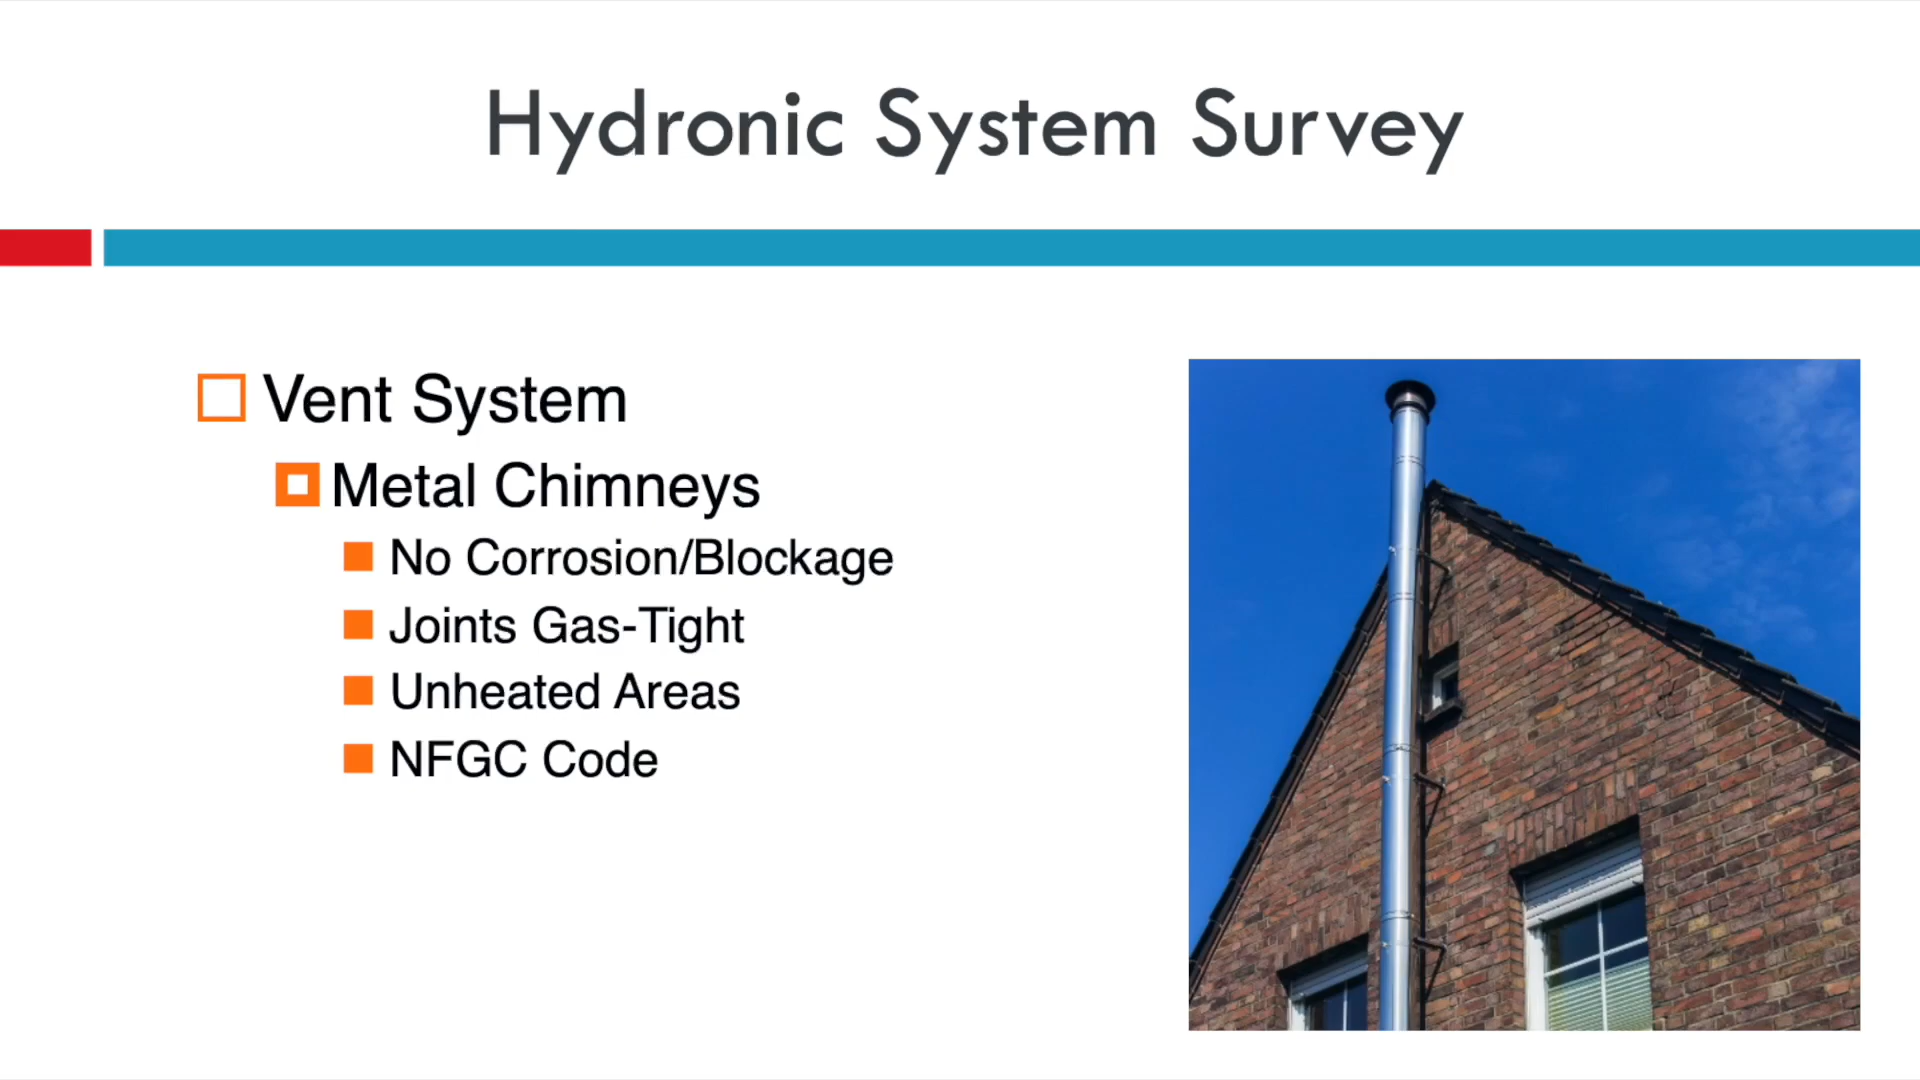 Hydronic System Survey
Vent System
Metal Chimneys
No Corrosion/Blockage
Joints Gas-Tight
Unheated Areas
NFGC Code